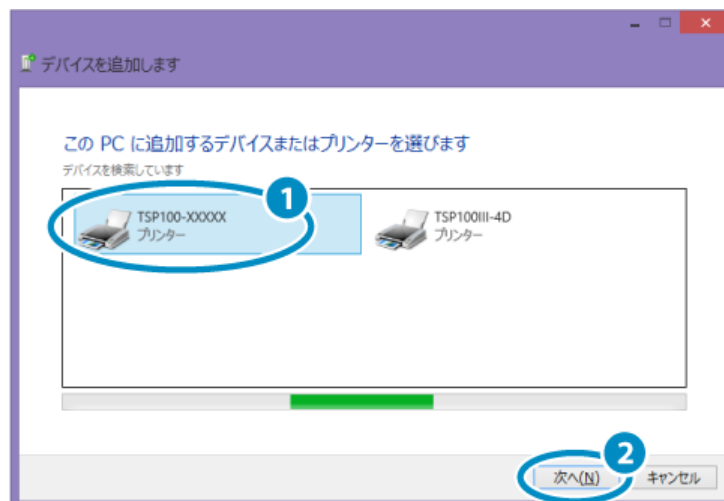 デバイスを追加します
この PC に追加するデバイスまたはプリンターを選びます
デバイスを検索しています
1
TSP100-XXXXX
プリンター
TSP100III-4D
プリンター
2
次へ(N)
キャンセル